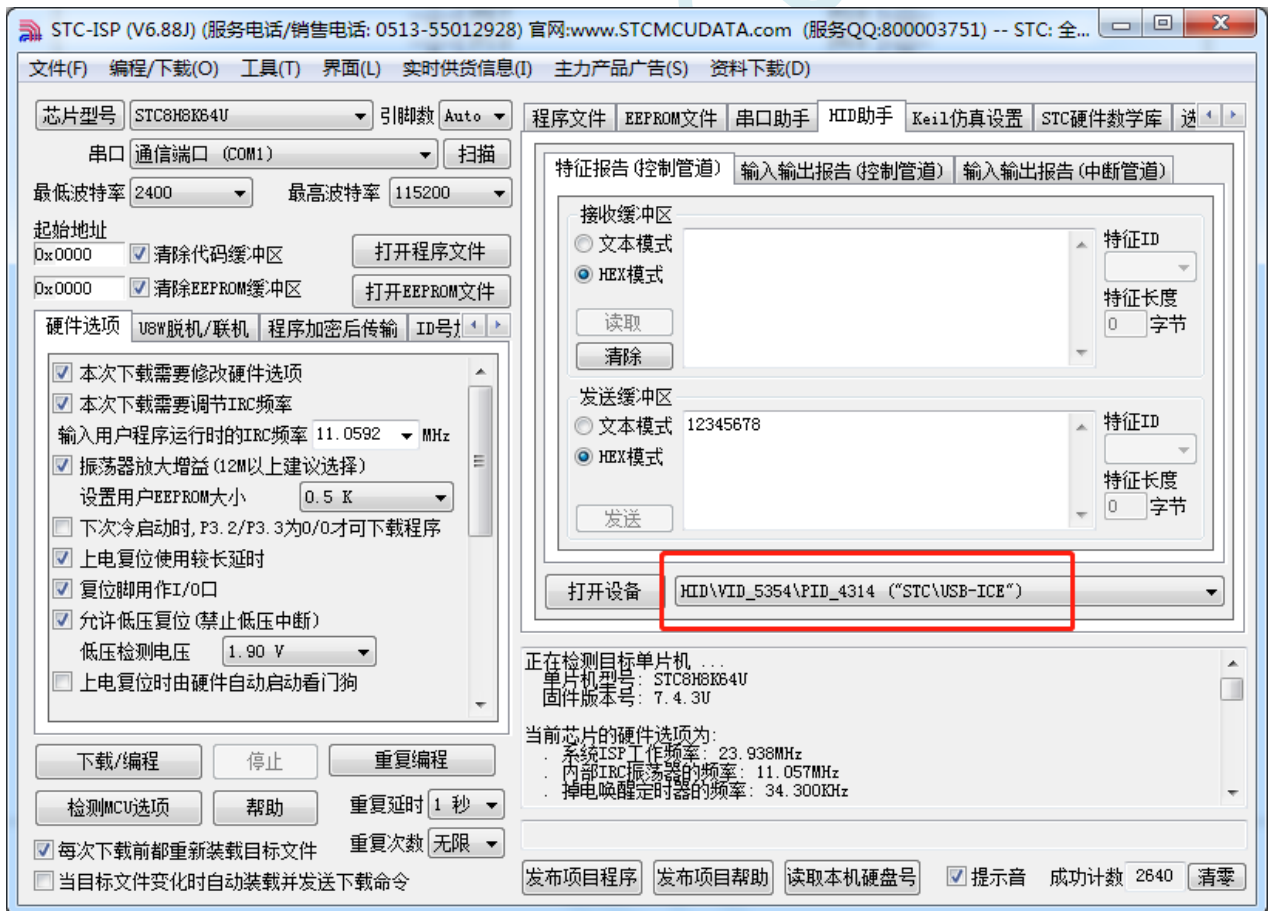 STC-ISP (V6.88J) (服务电话/销售电话: 0513-55012928) 官网:www.STCMCUDATA.com (服务QQ:800003751) -- STC: 全...
文件(F) 编程/下载(O) 工具(T) 界面(L) 实时供货信息(I) 主力产品广告(S) 资料下载(D)
芯片型号 STC8H8K64U 引脚数 Auto
串口 通信端口 (COM1) 扫描
最低波特率 2400 最高波特率 115200
起始地址
0x0000 清除代码缓冲区 打开程序文件
0x0000 清除EEPROM缓冲区 打开EEPROM文件
硬件选项 U8W脱机/联机 程序加密后传输 ID号
本次下载需要修改硬件选项
本次下载需要调节IRC频率
输入用户程序运行时的IRC频率 11.0592 MHz
振荡器放大增益(12M以上建议选择)
设置用户EEPROM大小 0.5 K
下次冷启动时,P3.2/P3.3为0/0才可下载程序
上电复位使用较长延时
复位脚用作I/O口
允许低压复位(禁止低压中断)
低压检测电压 1.90 V
上电复位时由硬件自动启动看门狗
下载/编程 停止 重复编程
检测MCU选项 帮助 重复延时 1 秒
每次下载前都重新装载目标文件 重复次数 无限
当目标文件变化时自动装载并发送下载命令
程序文件 EEPROM文件 串口助手 HID助手 Keil仿真设置 STC硬件数学库 选
特征报告(控制管道) 输入输出报告(控制管道) 输入输出报告(中断管道)
接收缓冲区
文本模式
HEX模式
读取
清除
特征ID
特征长度
0 字节
发送缓冲区
文本模式 12345678
HEX模式
发送
特征ID
特征长度
0 字节
打开设备 HID\VID_5354\PID_4314 ("STC\USB-ICE")
正在检测目标单片机 ...
单片机型号: STC8H8K64U
固件版本号: 7.4.3U
当前芯片的硬件选项为:
. 系统ISP工作频率: 23.938MHz
. 内部IRC振荡器的频率: 11.057MHz
. 掉电唤醒定时器的频率: 34.300KHz
发布项目程序 发布项目帮助 读取本机硬盘号 提示音 成功计数 2640 清零